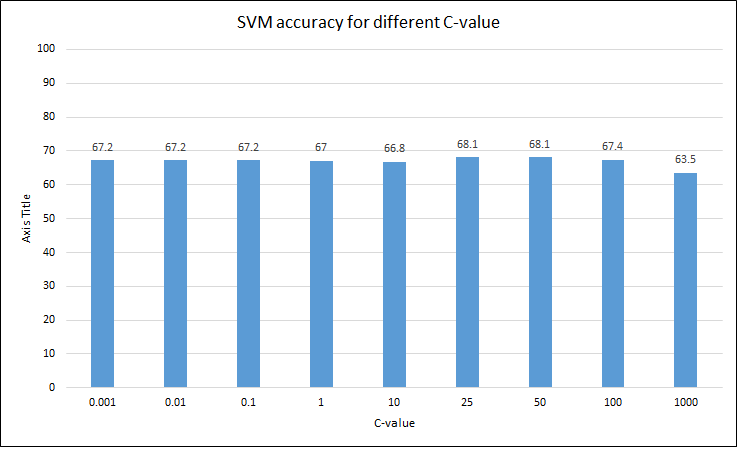 SVM accuracy for different C-value
100
90
80
70
60
50
40
30
20
10
0
Axis Title
67.2 67.2 67.2 67 66.8 68.1 68.1 67.4 63.5
0.001 0.01 0.1 1 10 25 50 100 1000
C-value